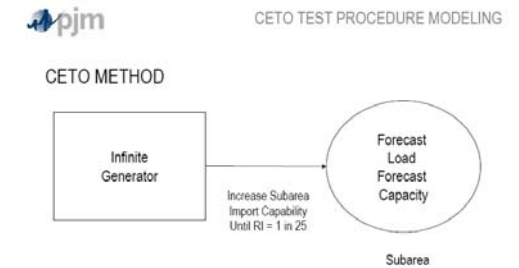 pjm
CETO TEST PROCEDURE MODELING
CETO METHOD
Infinite
Generator
Increase Subarea
Import Capability
Until RI = 1 in 25
Forecast
Load
Forecast
Capacity
Subarea